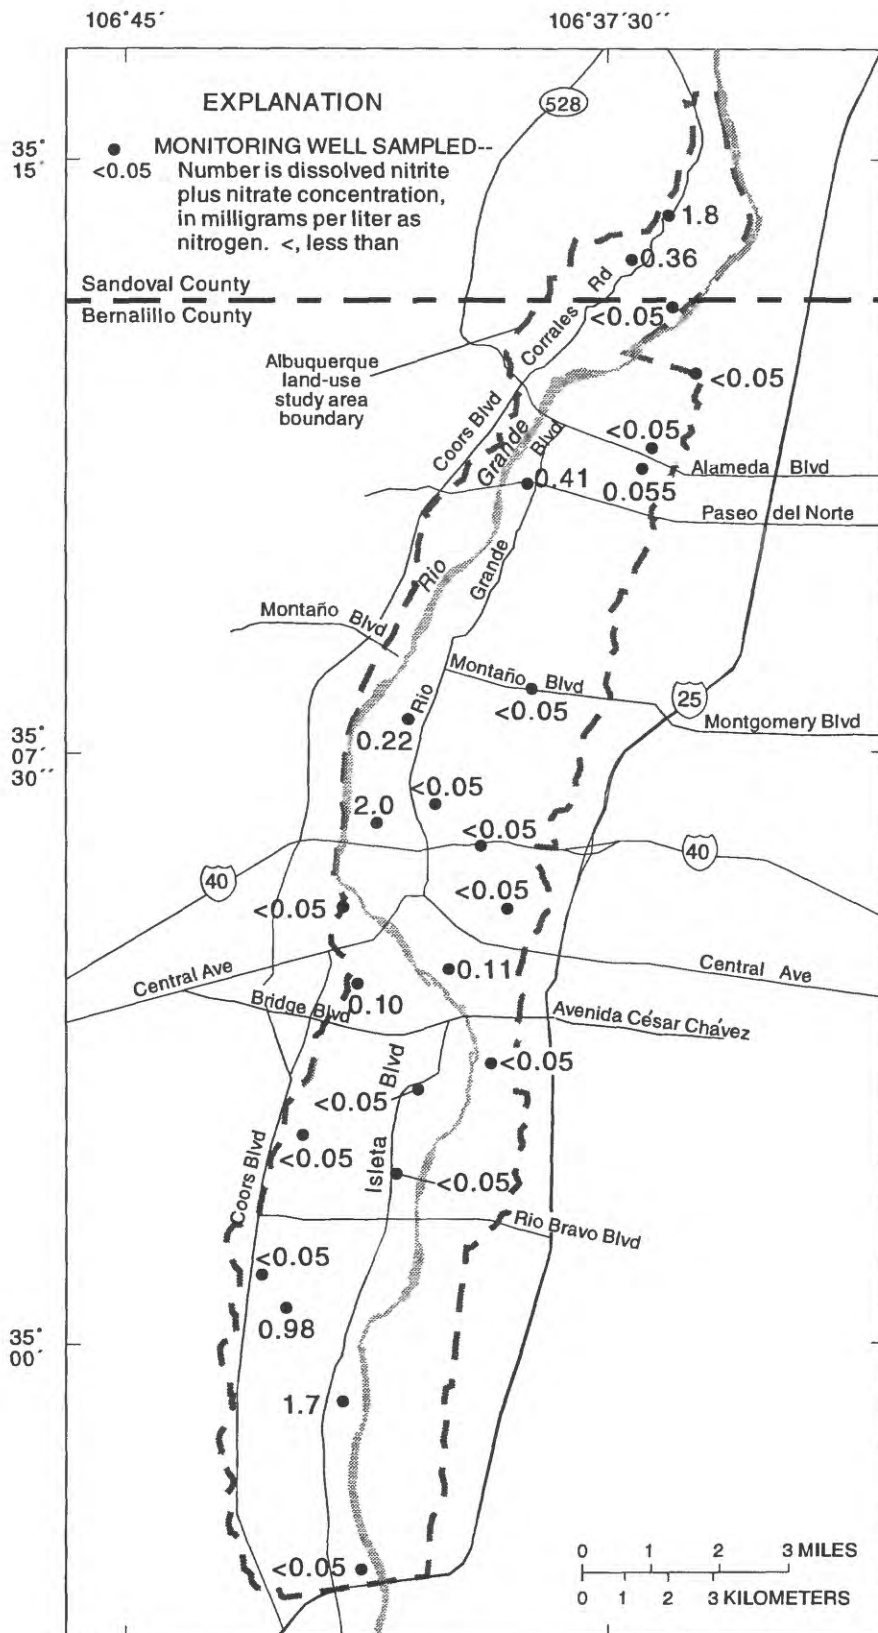 106°45´
106°37´30´´
EXPLANATION
528
35°
15´
MONITORING WELL SAMPLED--
<0.05
Number is dissolved nitrite
plus nitrate concentration,
in milligrams per liter as
nitrogen. <, less than
1.8
0.36
Sandoval County
Bernalillo County
Corrales Rd
<0.05
Albuquerque
land-use
study area
boundary
<0.05
Coors Blvd
Rio Grande
Rio Grande Blvd
<0.05
Alameda Blvd
0.41
0.055
Paseo del Norte
Montaño Blvd
Montaño Blvd
<0.05
25
Montgomery Blvd
35°
07´
30´´
0.22
<0.05
2.0
<0.05
40
40
<0.05
<0.05
Central Ave
0.11
Central Ave
0.10
Bridge Blvd
Avenida César Chávez
<0.05
<0.05
Isleta Blvd
<0.05
<0.05
Coors Blvd
Rio Bravo Blvd
<0.05
0.98
35°
00´
1.7
<0.05
0 1 2 3 MILES
0 1 2 3 KILOMETERS